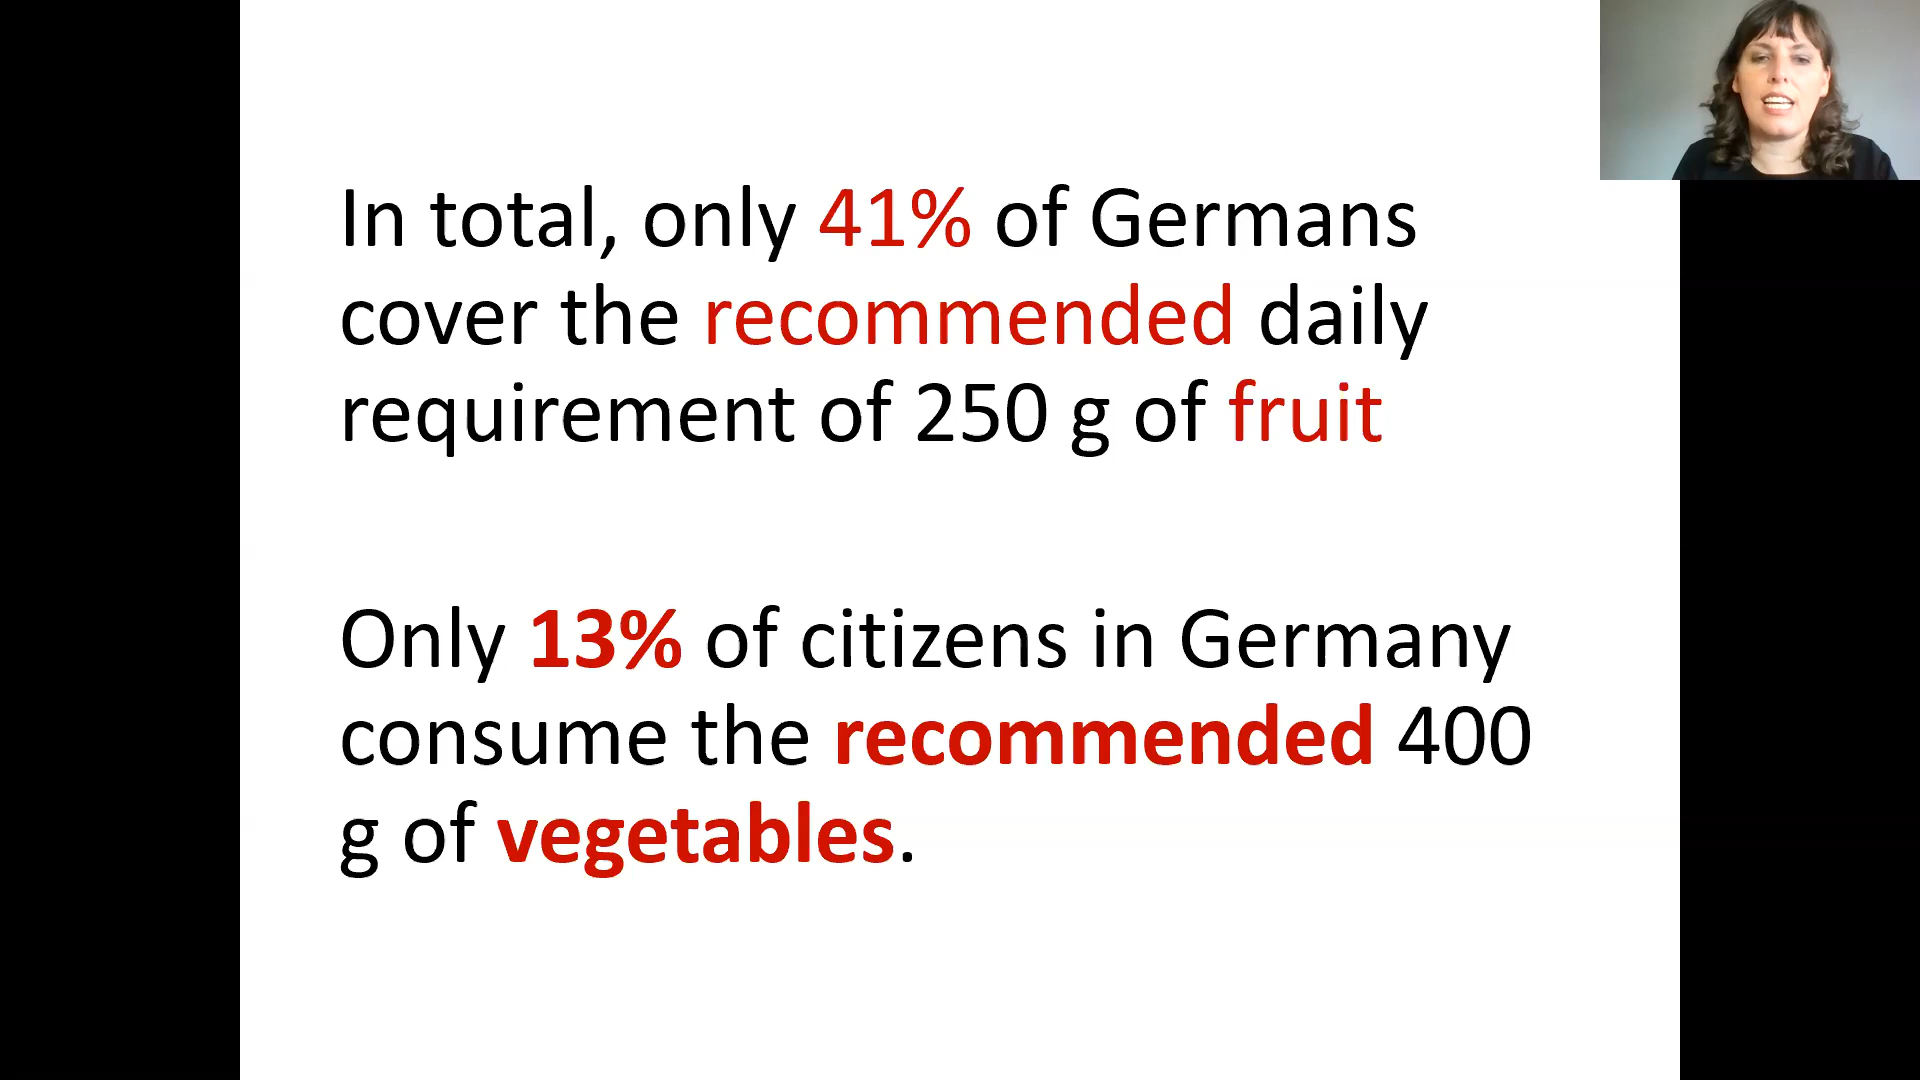 In total, only 41% of Germans
cover the recommended daily
requirement of 250 g of fruit
Only 13% of citizens in Germany
consume the recommended 400
g of vegetables.